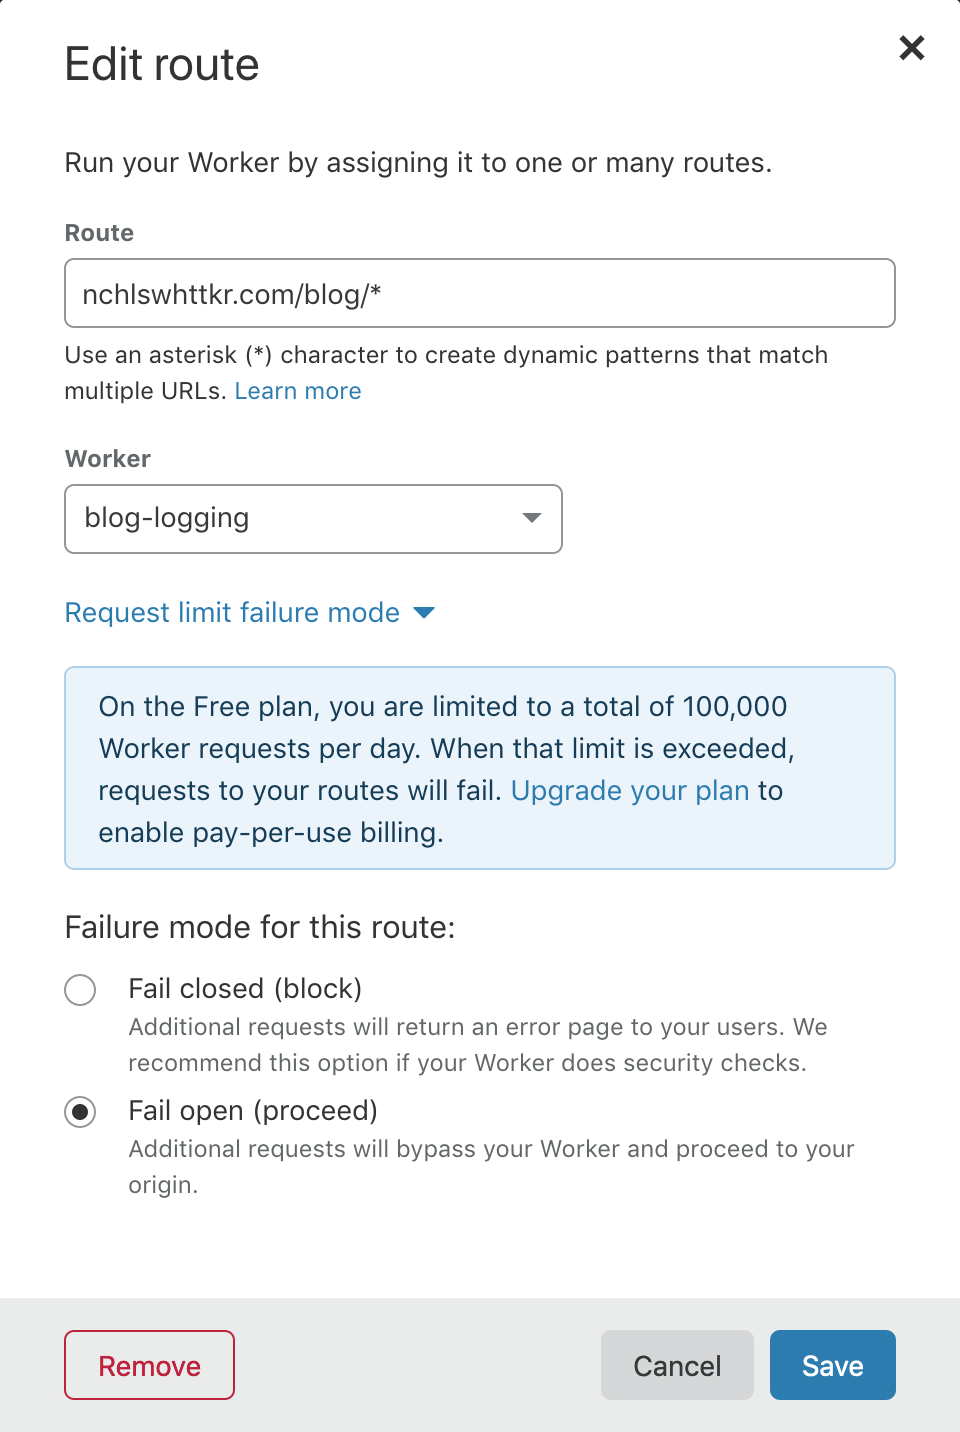 Edit route
Run your Worker by assigning it to one or many routes.
Route
nchlswhttkr.com/blog/*
Use an asterisk (*) character to create dynamic patterns that match
multiple URLs. Learn more
Worker
blog-logging
Request limit failure mode
On the Free plan, you are limited to a total of 100,000
Worker requests per day. When that limit is exceeded,
requests to your routes will fail. Upgrade your plan to
enable pay-per-use billing.
Failure mode for this route:
Fail closed (block)
Additional requests will return an error page to your users. We
recommend this option if your Worker does security checks.
Fail open (proceed)
Additional requests will bypass your Worker and proceed to your
origin.
Remove
Cancel
Save